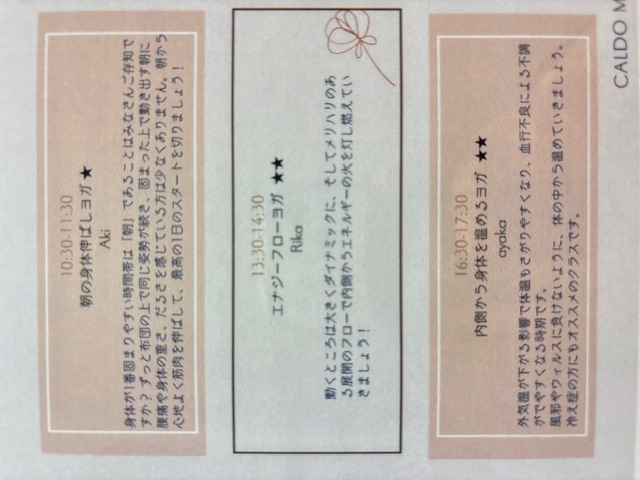 CALDO M
10:30-11:30
朝の身体伸ばしヨガ ★
Aki
身体が1番固まりやすい時間帯は「朝」であることはみなさんご存知で
すか？ずっと布団の上で同じ姿勢が続き、固まった上で動き出す朝に
腰痛や身体の重さ、だるさを感じている方は少なくありません。朝から
心地よく筋肉を伸ばして、最高の1日のスタートを切りましょう！
13:30-14:30
エナジーフローヨガ ★★
Rika
動くところは大きくダイナミックに、そしてメリハリのあ
る展開のフローで内側からエネルギーの火を灯し燃えてい
きましょう！
16:30-17:30
内側から身体を温めるヨガ ★★
ayaka
外気温が下がる影響で体温もさがりやすくなり、血行不良による不調
がでやすくなる時期です。
風邪やウィルスに負けないように、体の中から温めていきましょう。
冷え症の方にもオススメのクラスです。